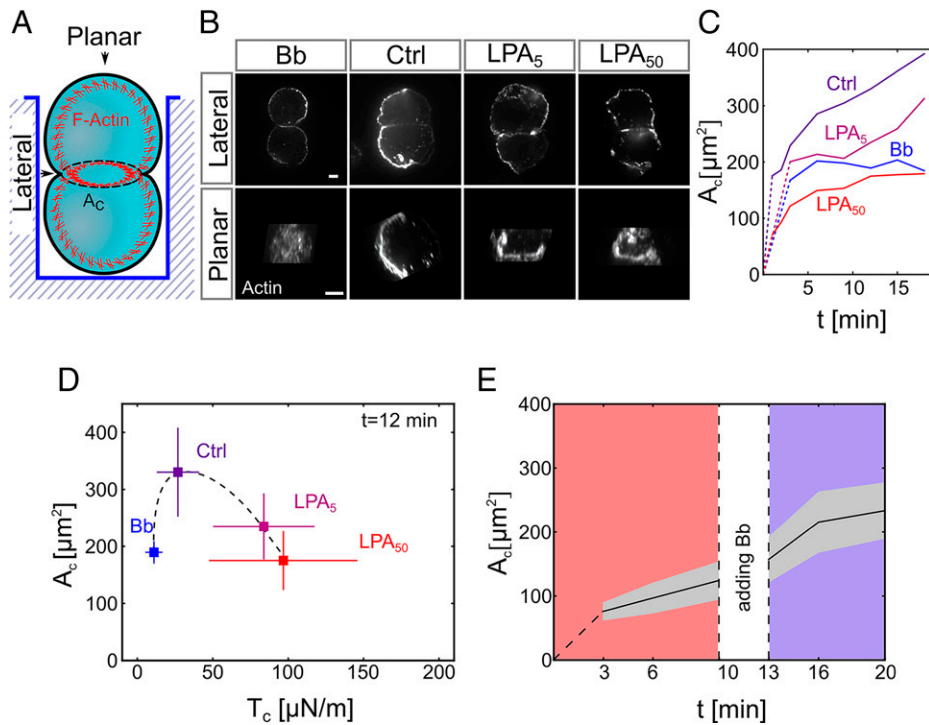 A
Planar
Lateral
F-Actin
A_C
B
Bb
Ctrl
LPA₅
LPA₅₀
Lateral
Planar
Actin
C
A_c[µm²]
400
300
200
100
0
Ctrl
LPA₅
Bb
LPA₅₀
5
10
15
t [min]
D
t=12 min
A_c[µm²]
400
300
200
100
0
Ctrl
Bb
LPA₅
LPA₅₀
0
50
100
150
200
T_c [µN/m]
E
A_c[µm²]
400
300
200
100
0
adding Bb
3
6
10
13
16
20
t [min]